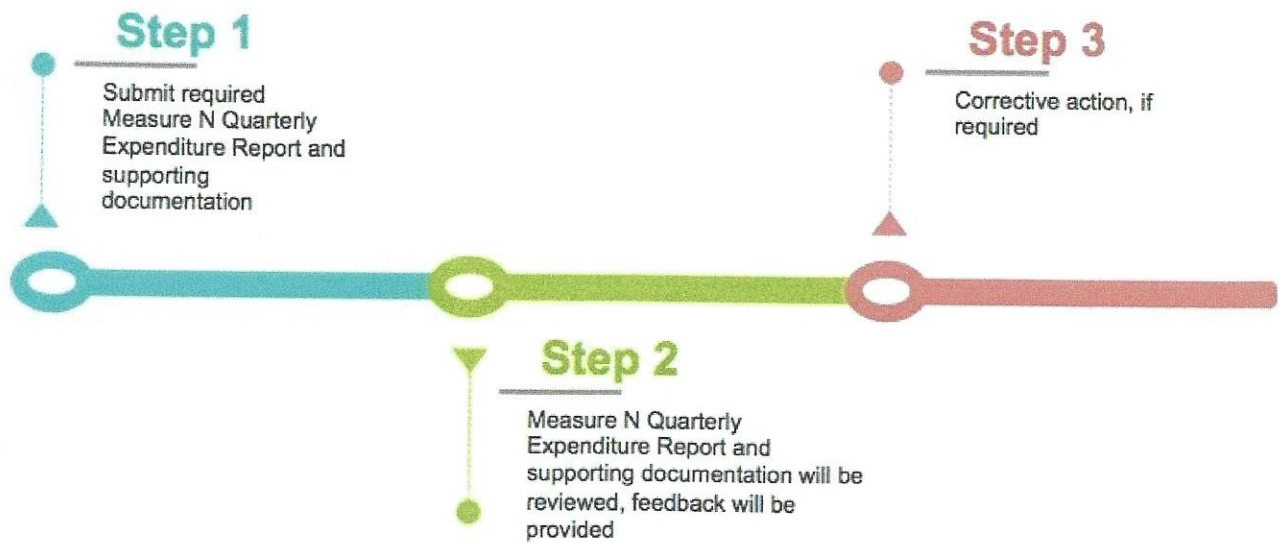 Step 1
Submit required
Measure N Quarterly
Expenditure Report and
supporting
documentation
Step 2
Measure N Quarterly
Expenditure Report and
supporting documentation will be
reviewed, feedback will be
provided
Step 3
Corrective action, if
required